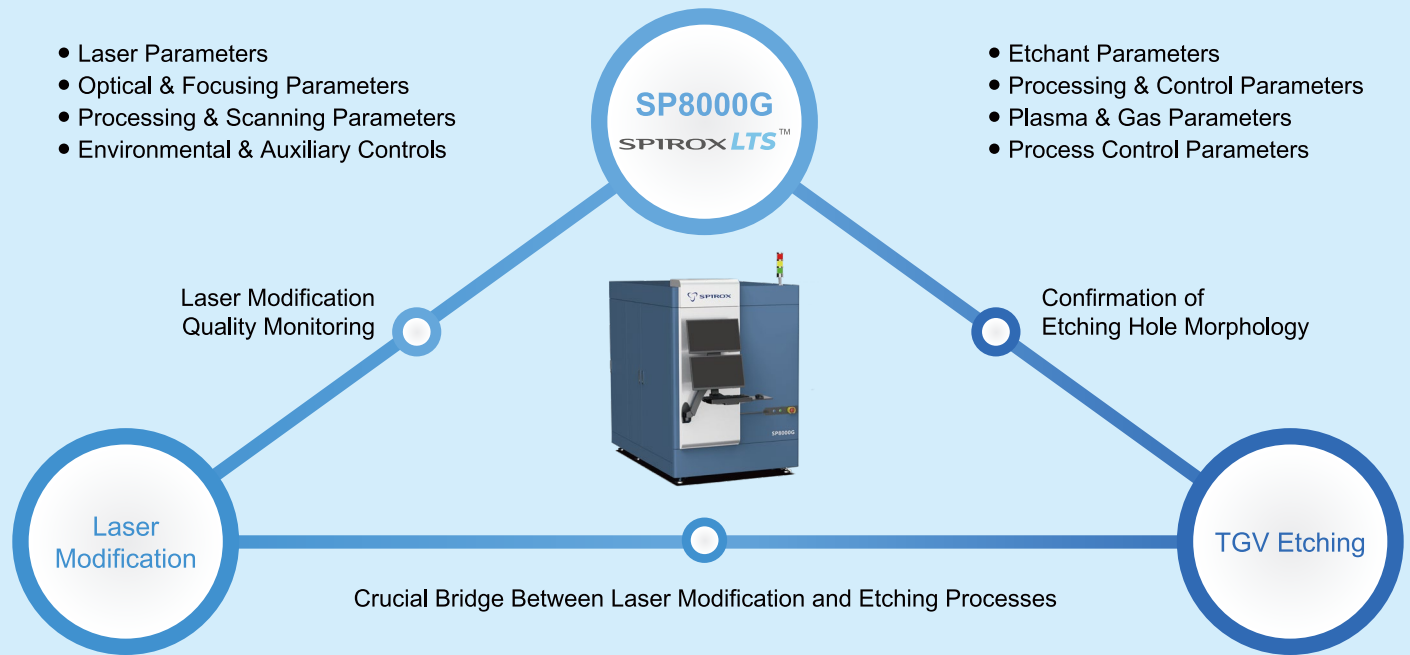 • Laser Parameters
• Optical & Focusing Parameters
• Processing & Scanning Parameters
• Environmental & Auxiliary Controls
SP8000G
SPIROX LTS™
• Etchant Parameters
• Processing & Control Parameters
• Plasma & Gas Parameters
• Process Control Parameters
Laser Modification
Quality Monitoring
SPIROX
SP8000G
Confirmation of
Etching Hole Morphology
Laser
Modification
TGV Etching
Crucial Bridge Between Laser Modification and Etching Processes